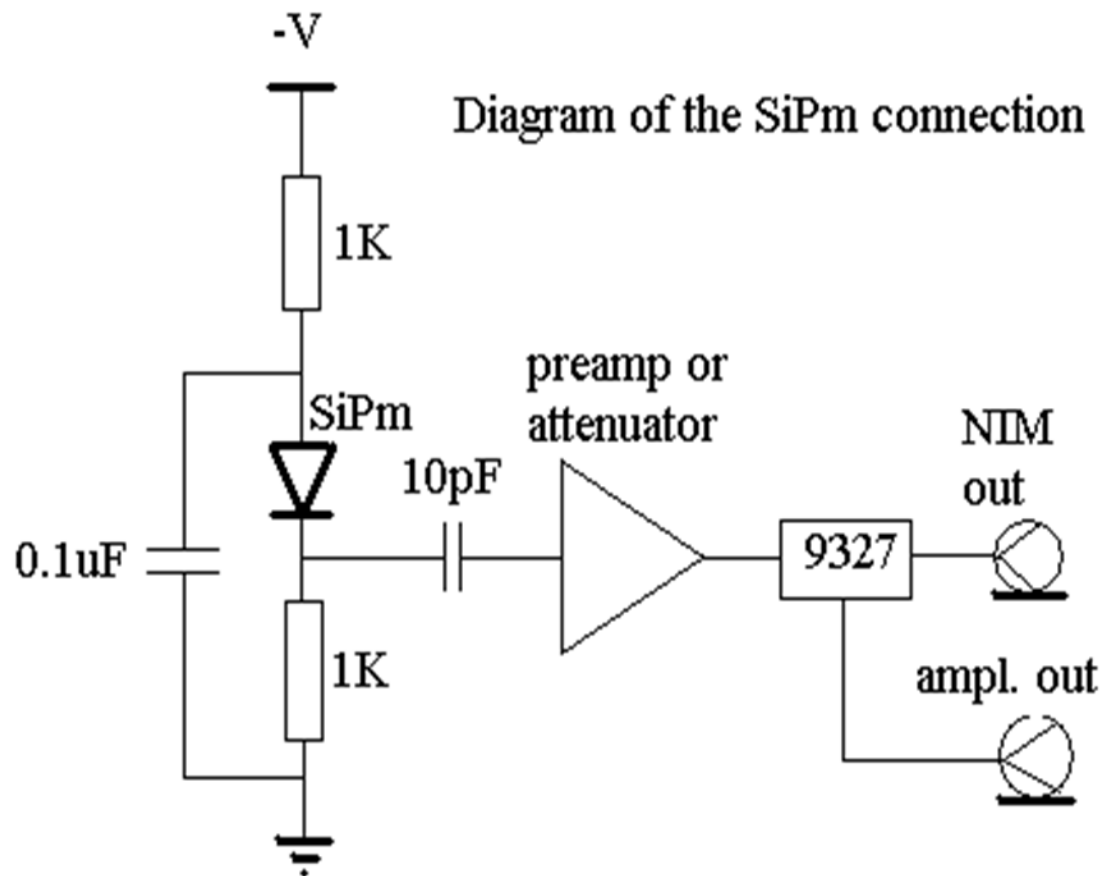 -V
Diagram of the SiPm connection
1K
preamp or
attenuator
SiPm
10pF
NIM
out
0.1uF
9327
1K
ampl. out